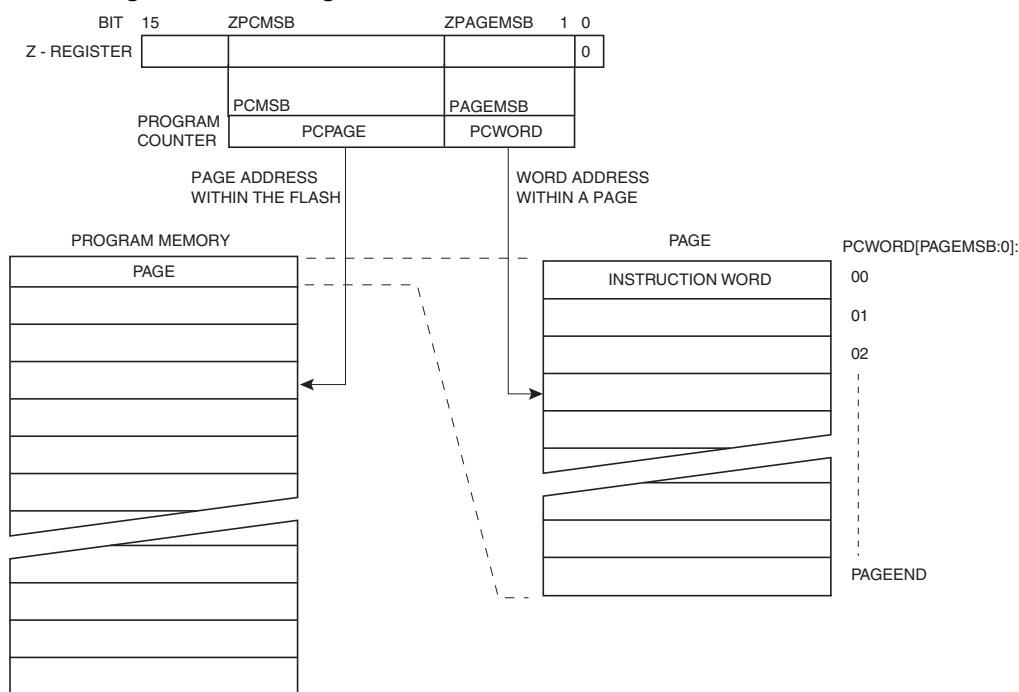 BIT 15 ZPCMSB ZPAGEMSB 1 0
Z - REGISTER 0
PCMSB PAGEMSB
PROGRAM
COUNTER
PCPAGE PCWORD
PAGE ADDRESS
WITHIN THE FLASH
WORD ADDRESS
WITHIN A PAGE
PROGRAM MEMORY
PAGE
PAGE
PCWORD[PAGEMSB:0]:
INSTRUCTION WORD 00
01
02
PAGEEND